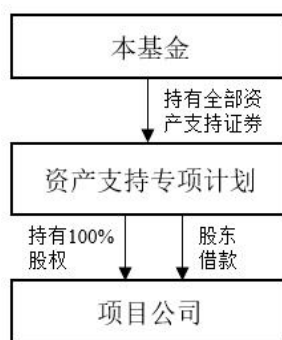 本基金
持有全部资
产支持证券
资产支持专项计划
持有100%
股权
股东
借款
项目公司